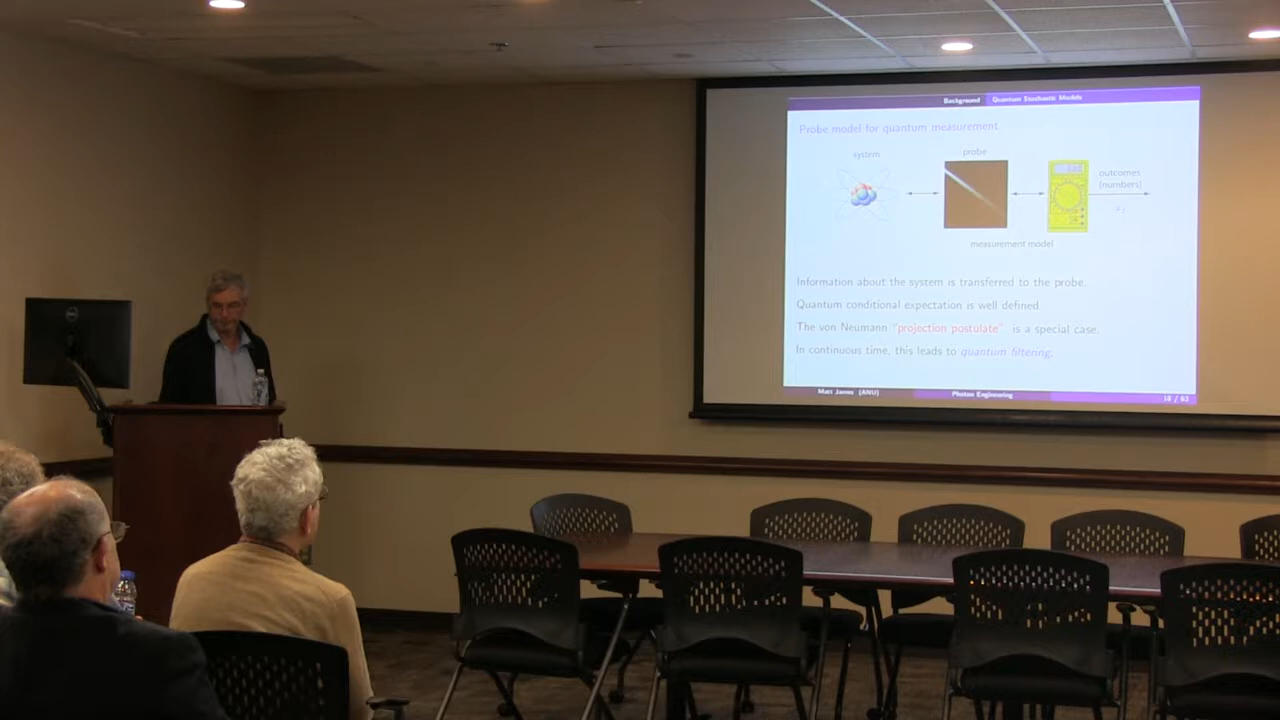 Background Quantum Stochastic Models
Probe model for quantum measurement
system
probe
outcomes
(numbers)
measurement model
Information about the system is transferred to the probe.
Quantum conditional expectation is well defined.
The von Neumann "projection postulate" is a special case.
In continuous time, this leads to quantum filtering.
Matt James (ANU) Photon Engineering 18 / 63
DELL